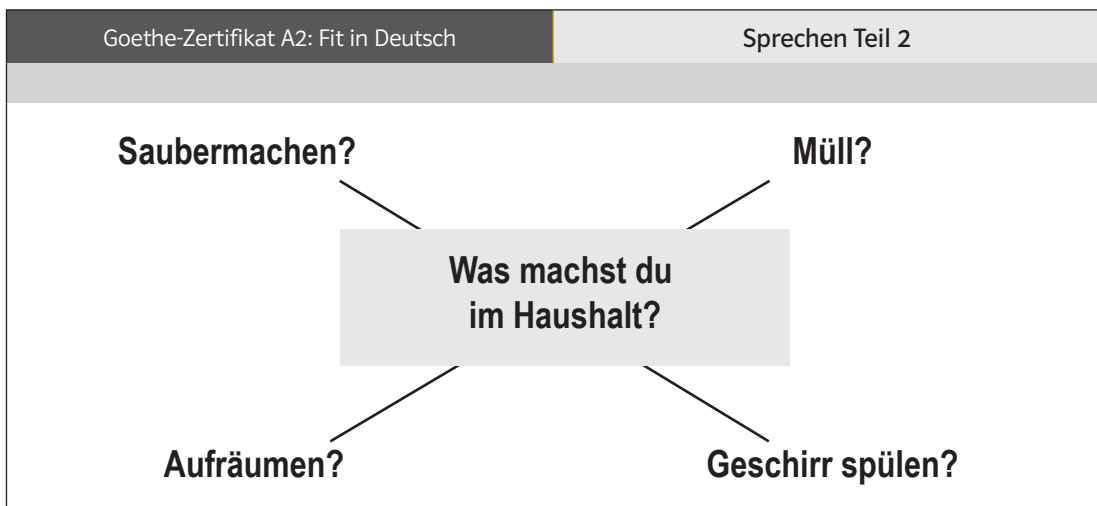 Goethe-Zertifikat A2: Fit in Deutsch
Sprechen Teil 2
Saubermachen?
Müll?
Was machst du
im Haushalt?
Aufräumen?
Geschirr spülen?